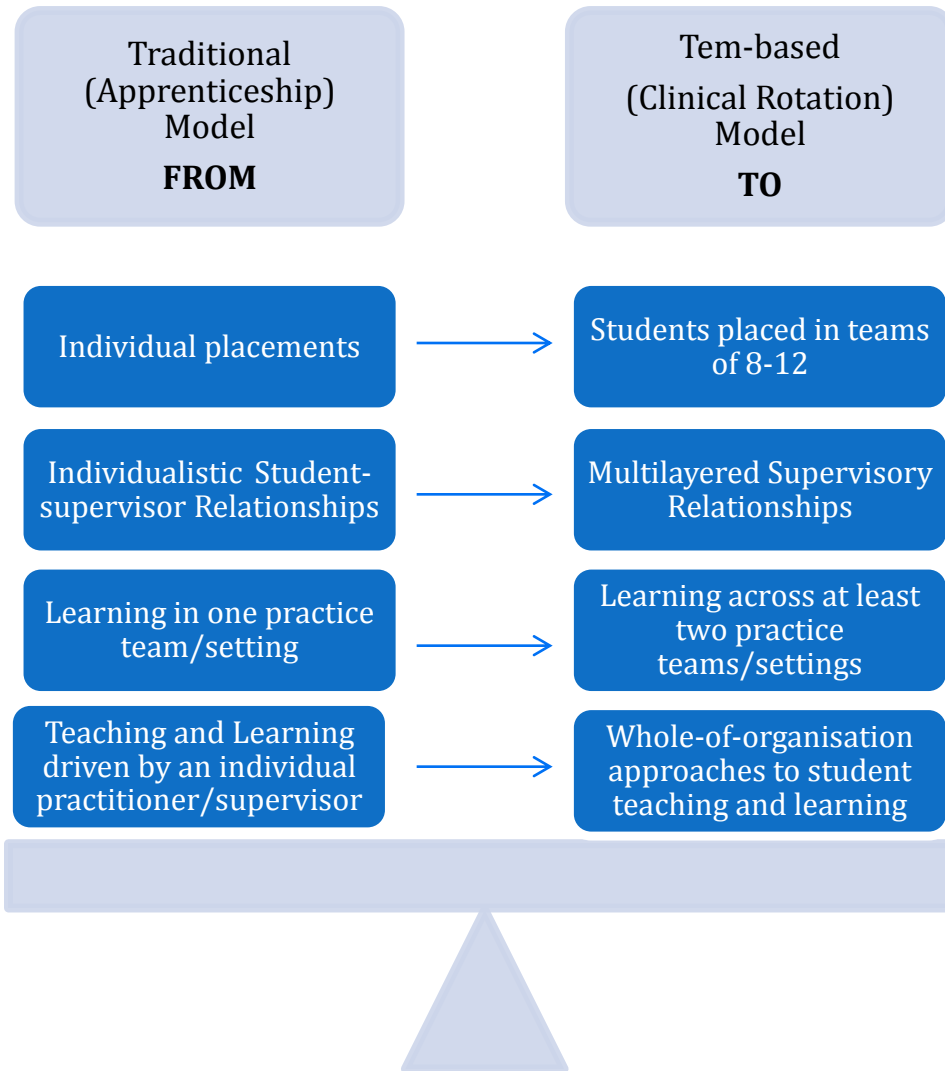 Traditional
(Apprenticeship)
Model
FROM
Tem-based
(Clinical Rotation)
Model
TO
Individual placements
Students placed in teams
of 8-12
Individualistic Student-
supervisor Relationships
Multilayered Supervisory
Relationships
Learning in one practice
team/setting
Learning across at least
two practice
teams/settings
Teaching and Learning
driven by an individual
practitioner/supervisor
Whole-of-organisation
approaches to student
teaching and learning